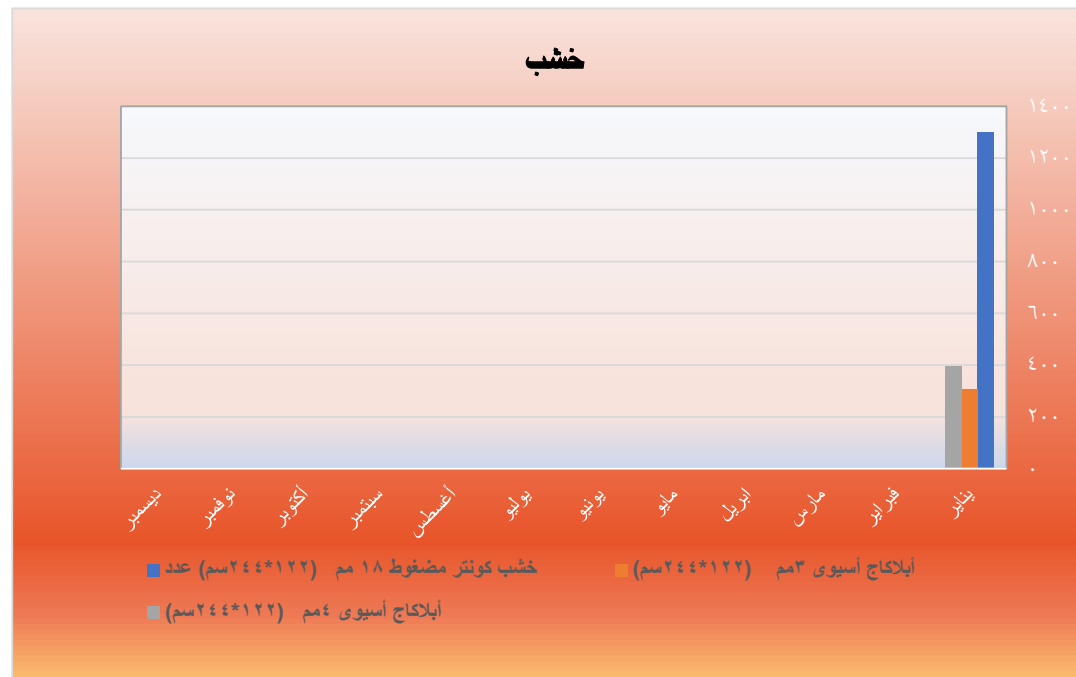 خشب
١٤٠٠
١٢٠٠
١٠٠٠
٨٠٠
٦٠٠
٤٠٠
٢٠٠
٠
يناير
فبراير
مارس
ابريل
مايو
يونيو
يوليو
أغسطس
سبتمبر
أكتوبر
نوفمبر
ديسمبر
خشب كونتر مضغوط ١٨ مم (١٢٢*٢٤٤سم) عدد
أبلاكاج أسيوى ٣مم (١٢٢*٢٤٤سم)
أبلاكاج أسيوى ٤مم (١٢٢*٢٤٤سم)